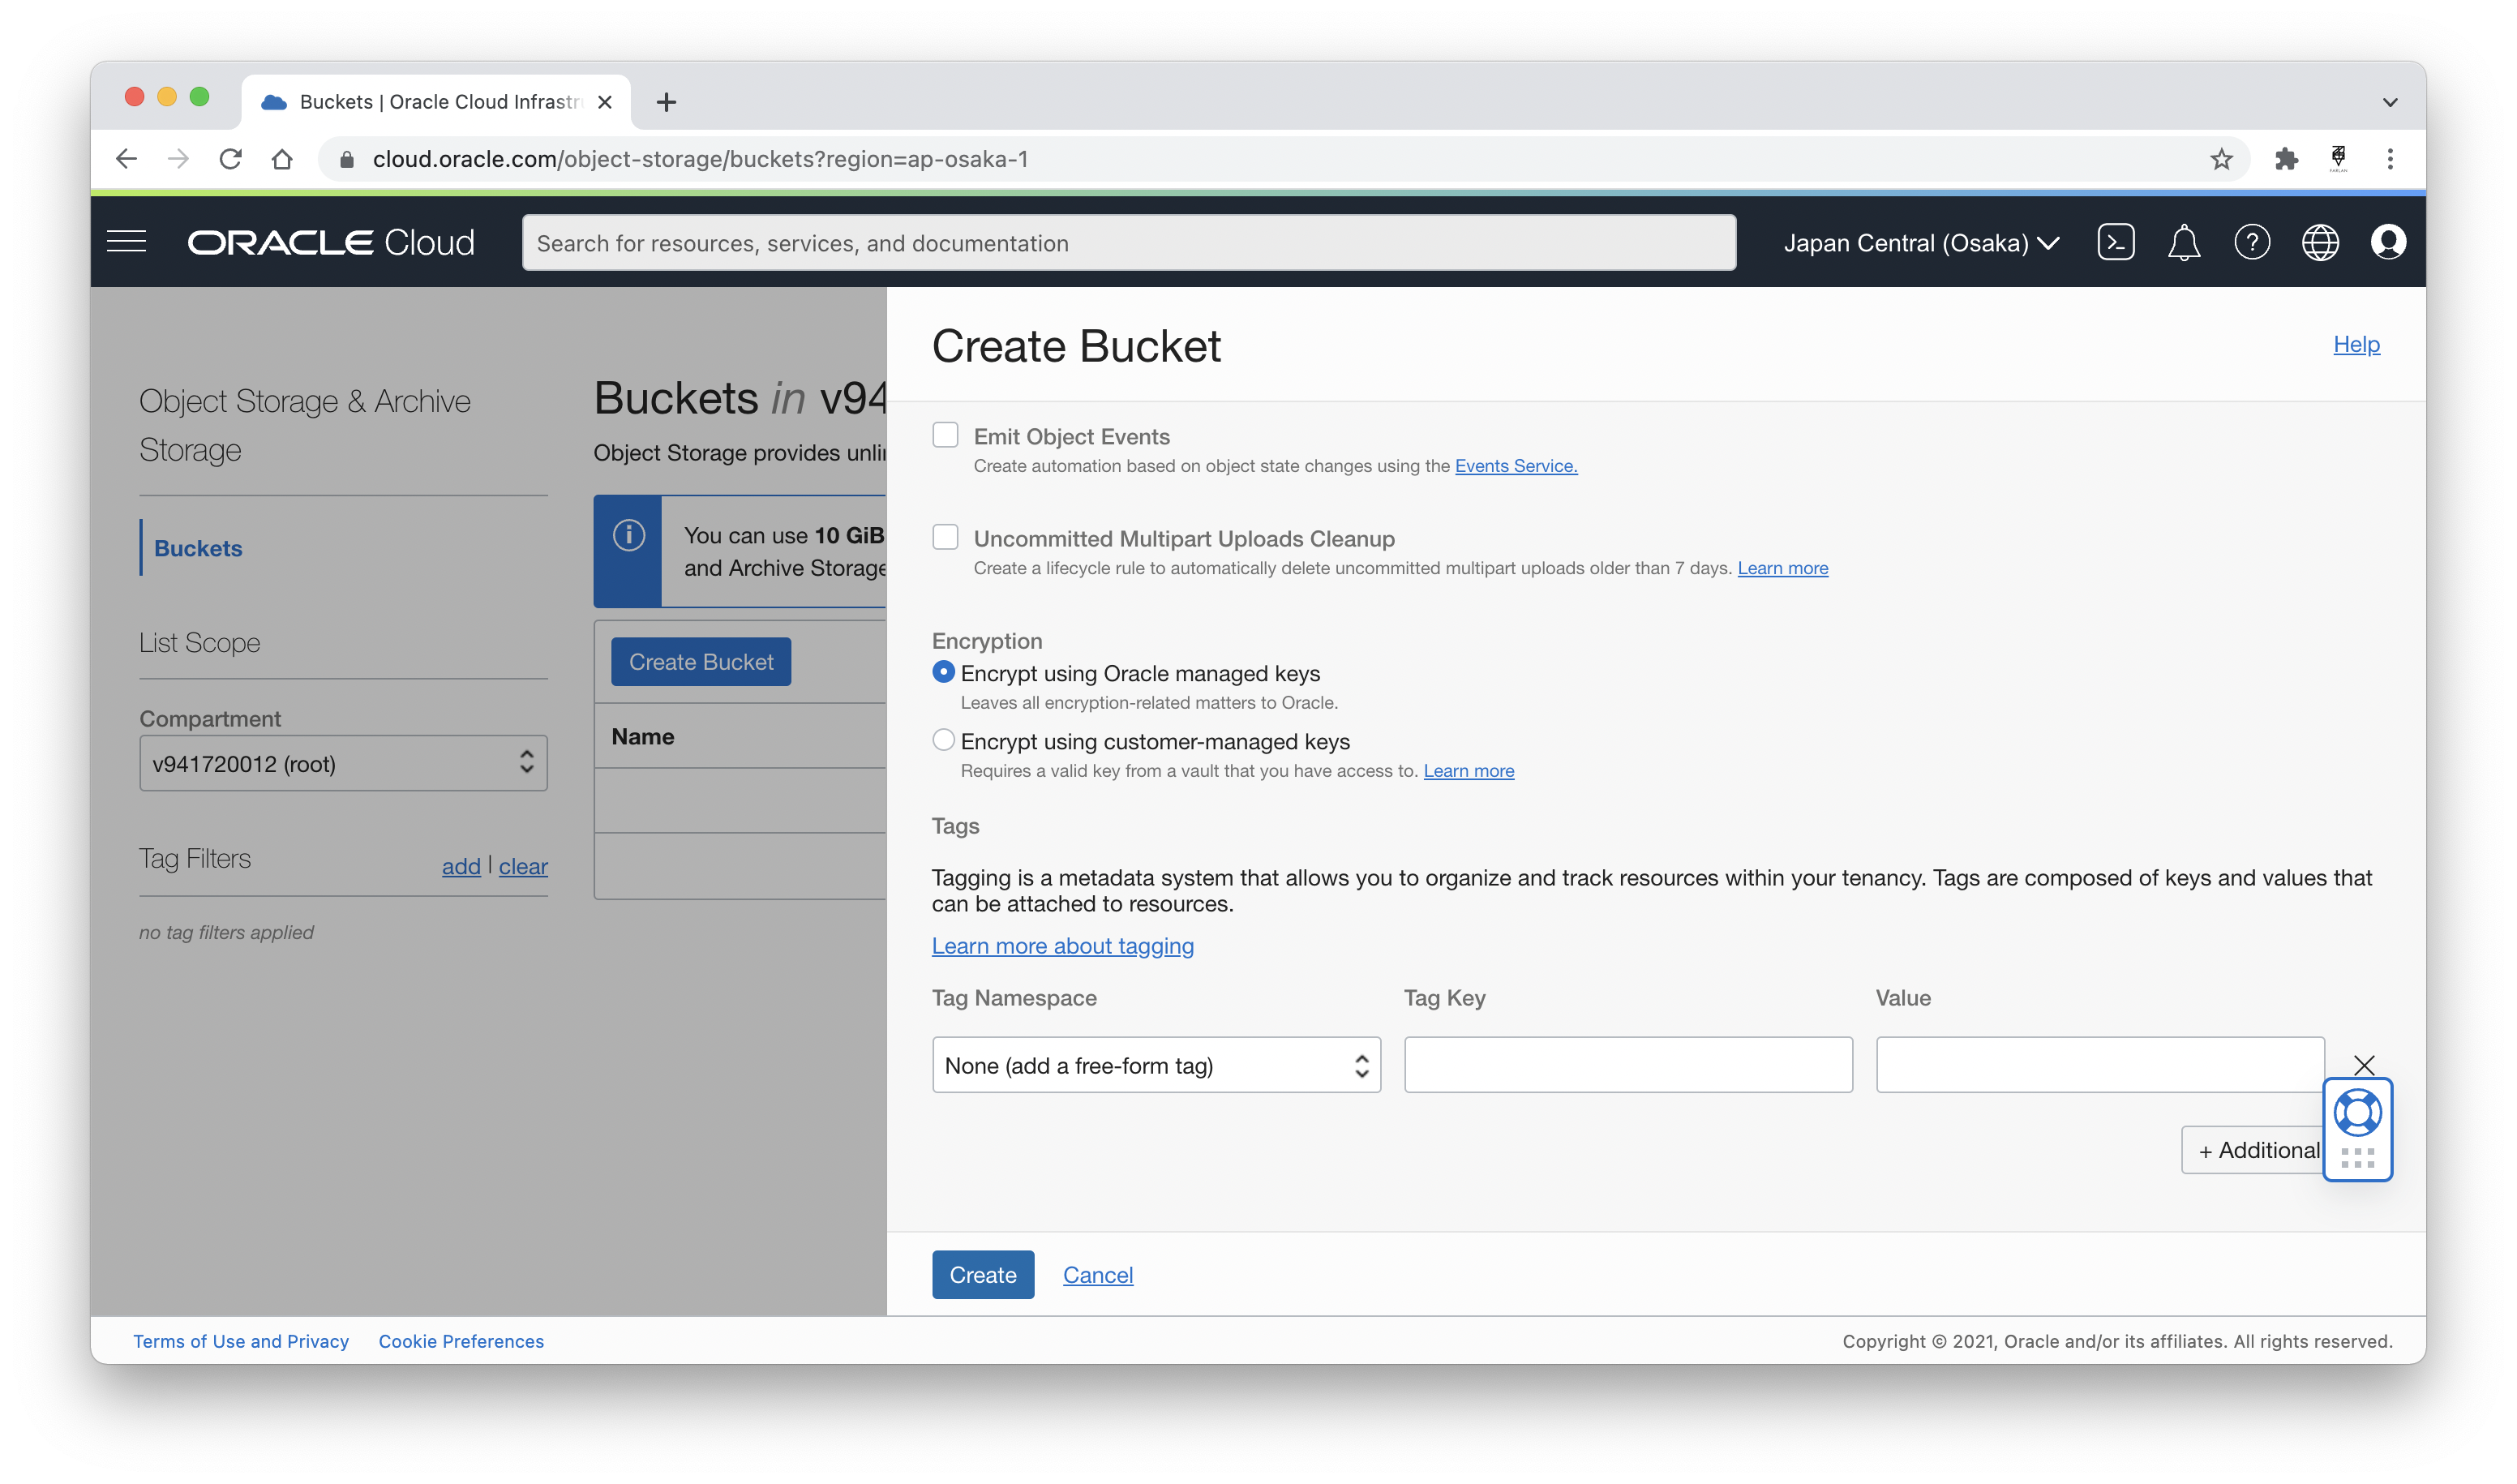 Buckets | Oracle Cloud Infrastr
cloud.oracle.com/object-storage/buckets?region=ap-osaka-1
ORACLE Cloud
Search for resources, services, and documentation
Japan Central (Osaka)
Object Storage & Archive
Storage
Buckets
List Scope
Compartment
v941720012 (root)
Tag Filters
add | clear
no tag filters applied
Buckets in v94
Object Storage provides unli
You can use 10 GiB
and Archive Storage
Create Bucket
Name
Create Bucket
Help
Emit Object Events
Create automation based on object state changes using the Events Service.
Uncommitted Multipart Uploads Cleanup
Create a lifecycle rule to automatically delete uncommitted multipart uploads older than 7 days. Learn more
Encryption
Encrypt using Oracle managed keys
Leaves all encryption-related matters to Oracle.
Encrypt using customer-managed keys
Requires a valid key from a vault that you have access to. Learn more
Tags
Tagging is a metadata system that allows you to organize and track resources within your tenancy. Tags are composed of keys and values that
can be attached to resources.
Learn more about tagging
Tag Namespace
Tag Key
Value
None (add a free-form tag)
+ Additional
Create
Cancel
Terms of Use and Privacy
Cookie Preferences
Copyright © 2021, Oracle and/or its affiliates. All rights reserved.